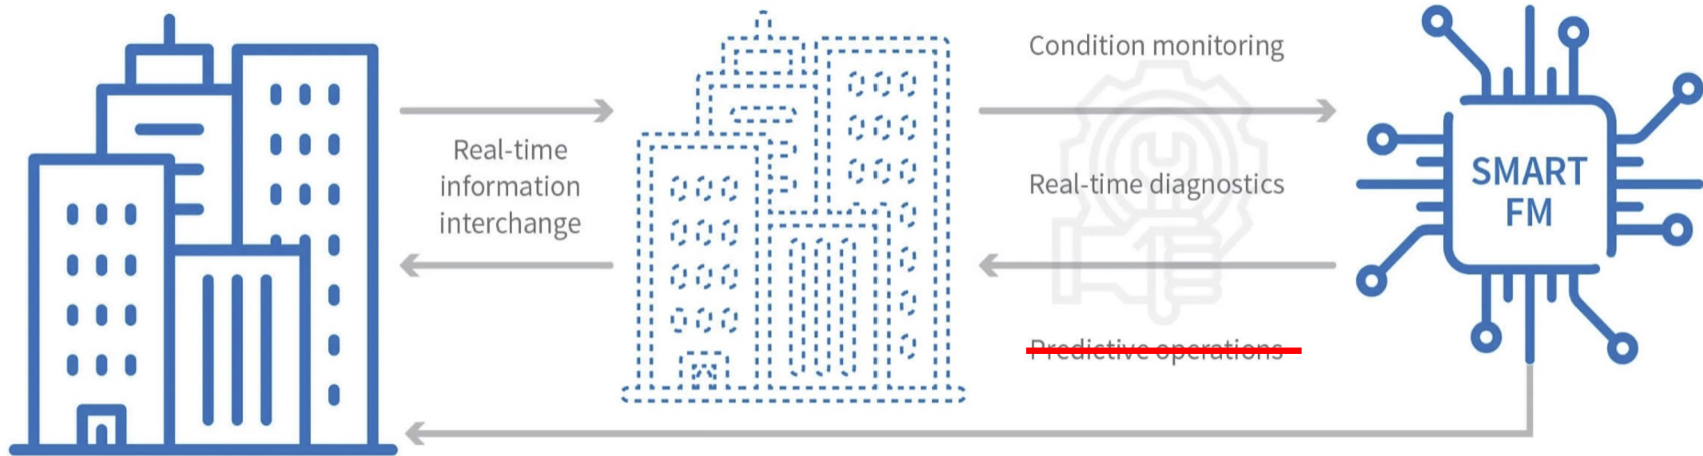 Condition monitoring
Real-time
information
interchange
Real-time diagnostics
SMART
FM
Predictive operations